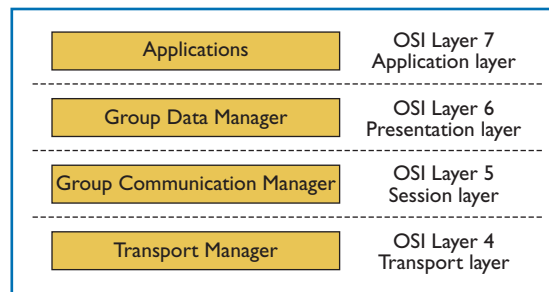 Applications
OSI Layer 7
Application layer
Group Data Manager
OSI Layer 6
Presentation layer
Group Communication Manager
OSI Layer 5
Session layer
Transport Manager
OSI Layer 4
Transport layer